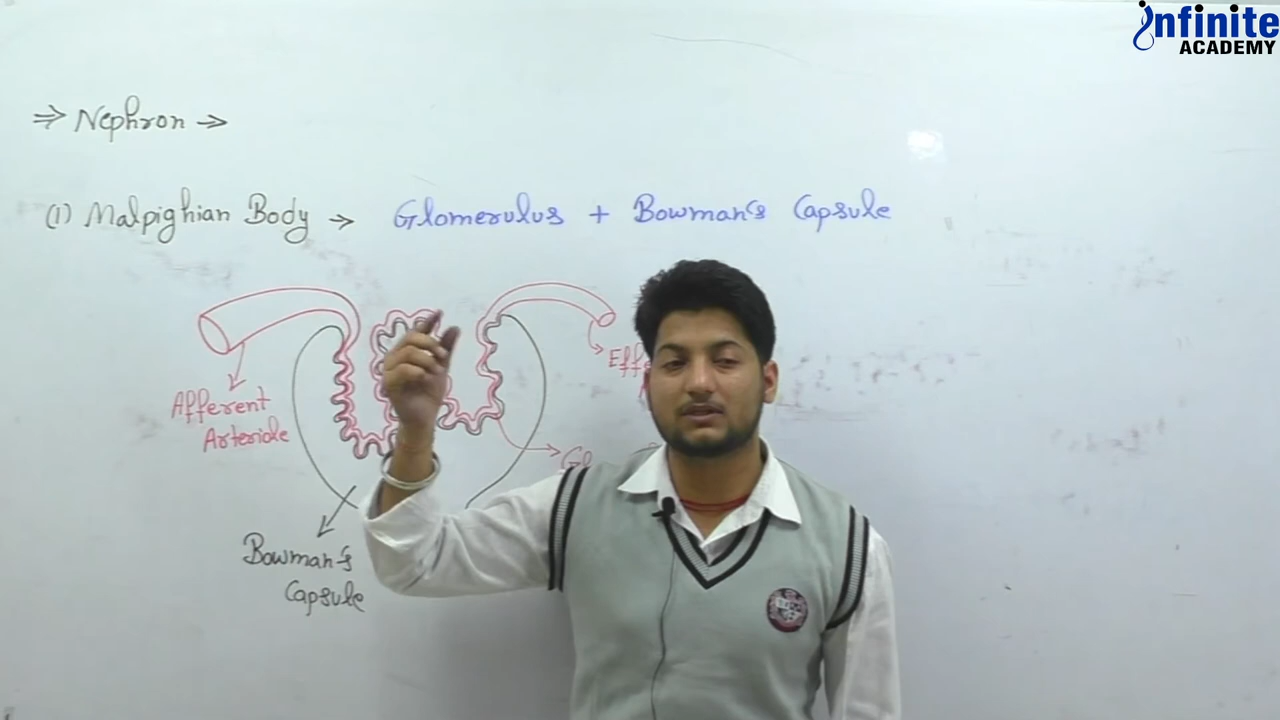 Infinite
ACADEMY
⇒ Nephron →
(1) Malpighian Body → Glomerulus + Bowman's Capsule
Afferent
Arteriole
Bowman's
Capsule